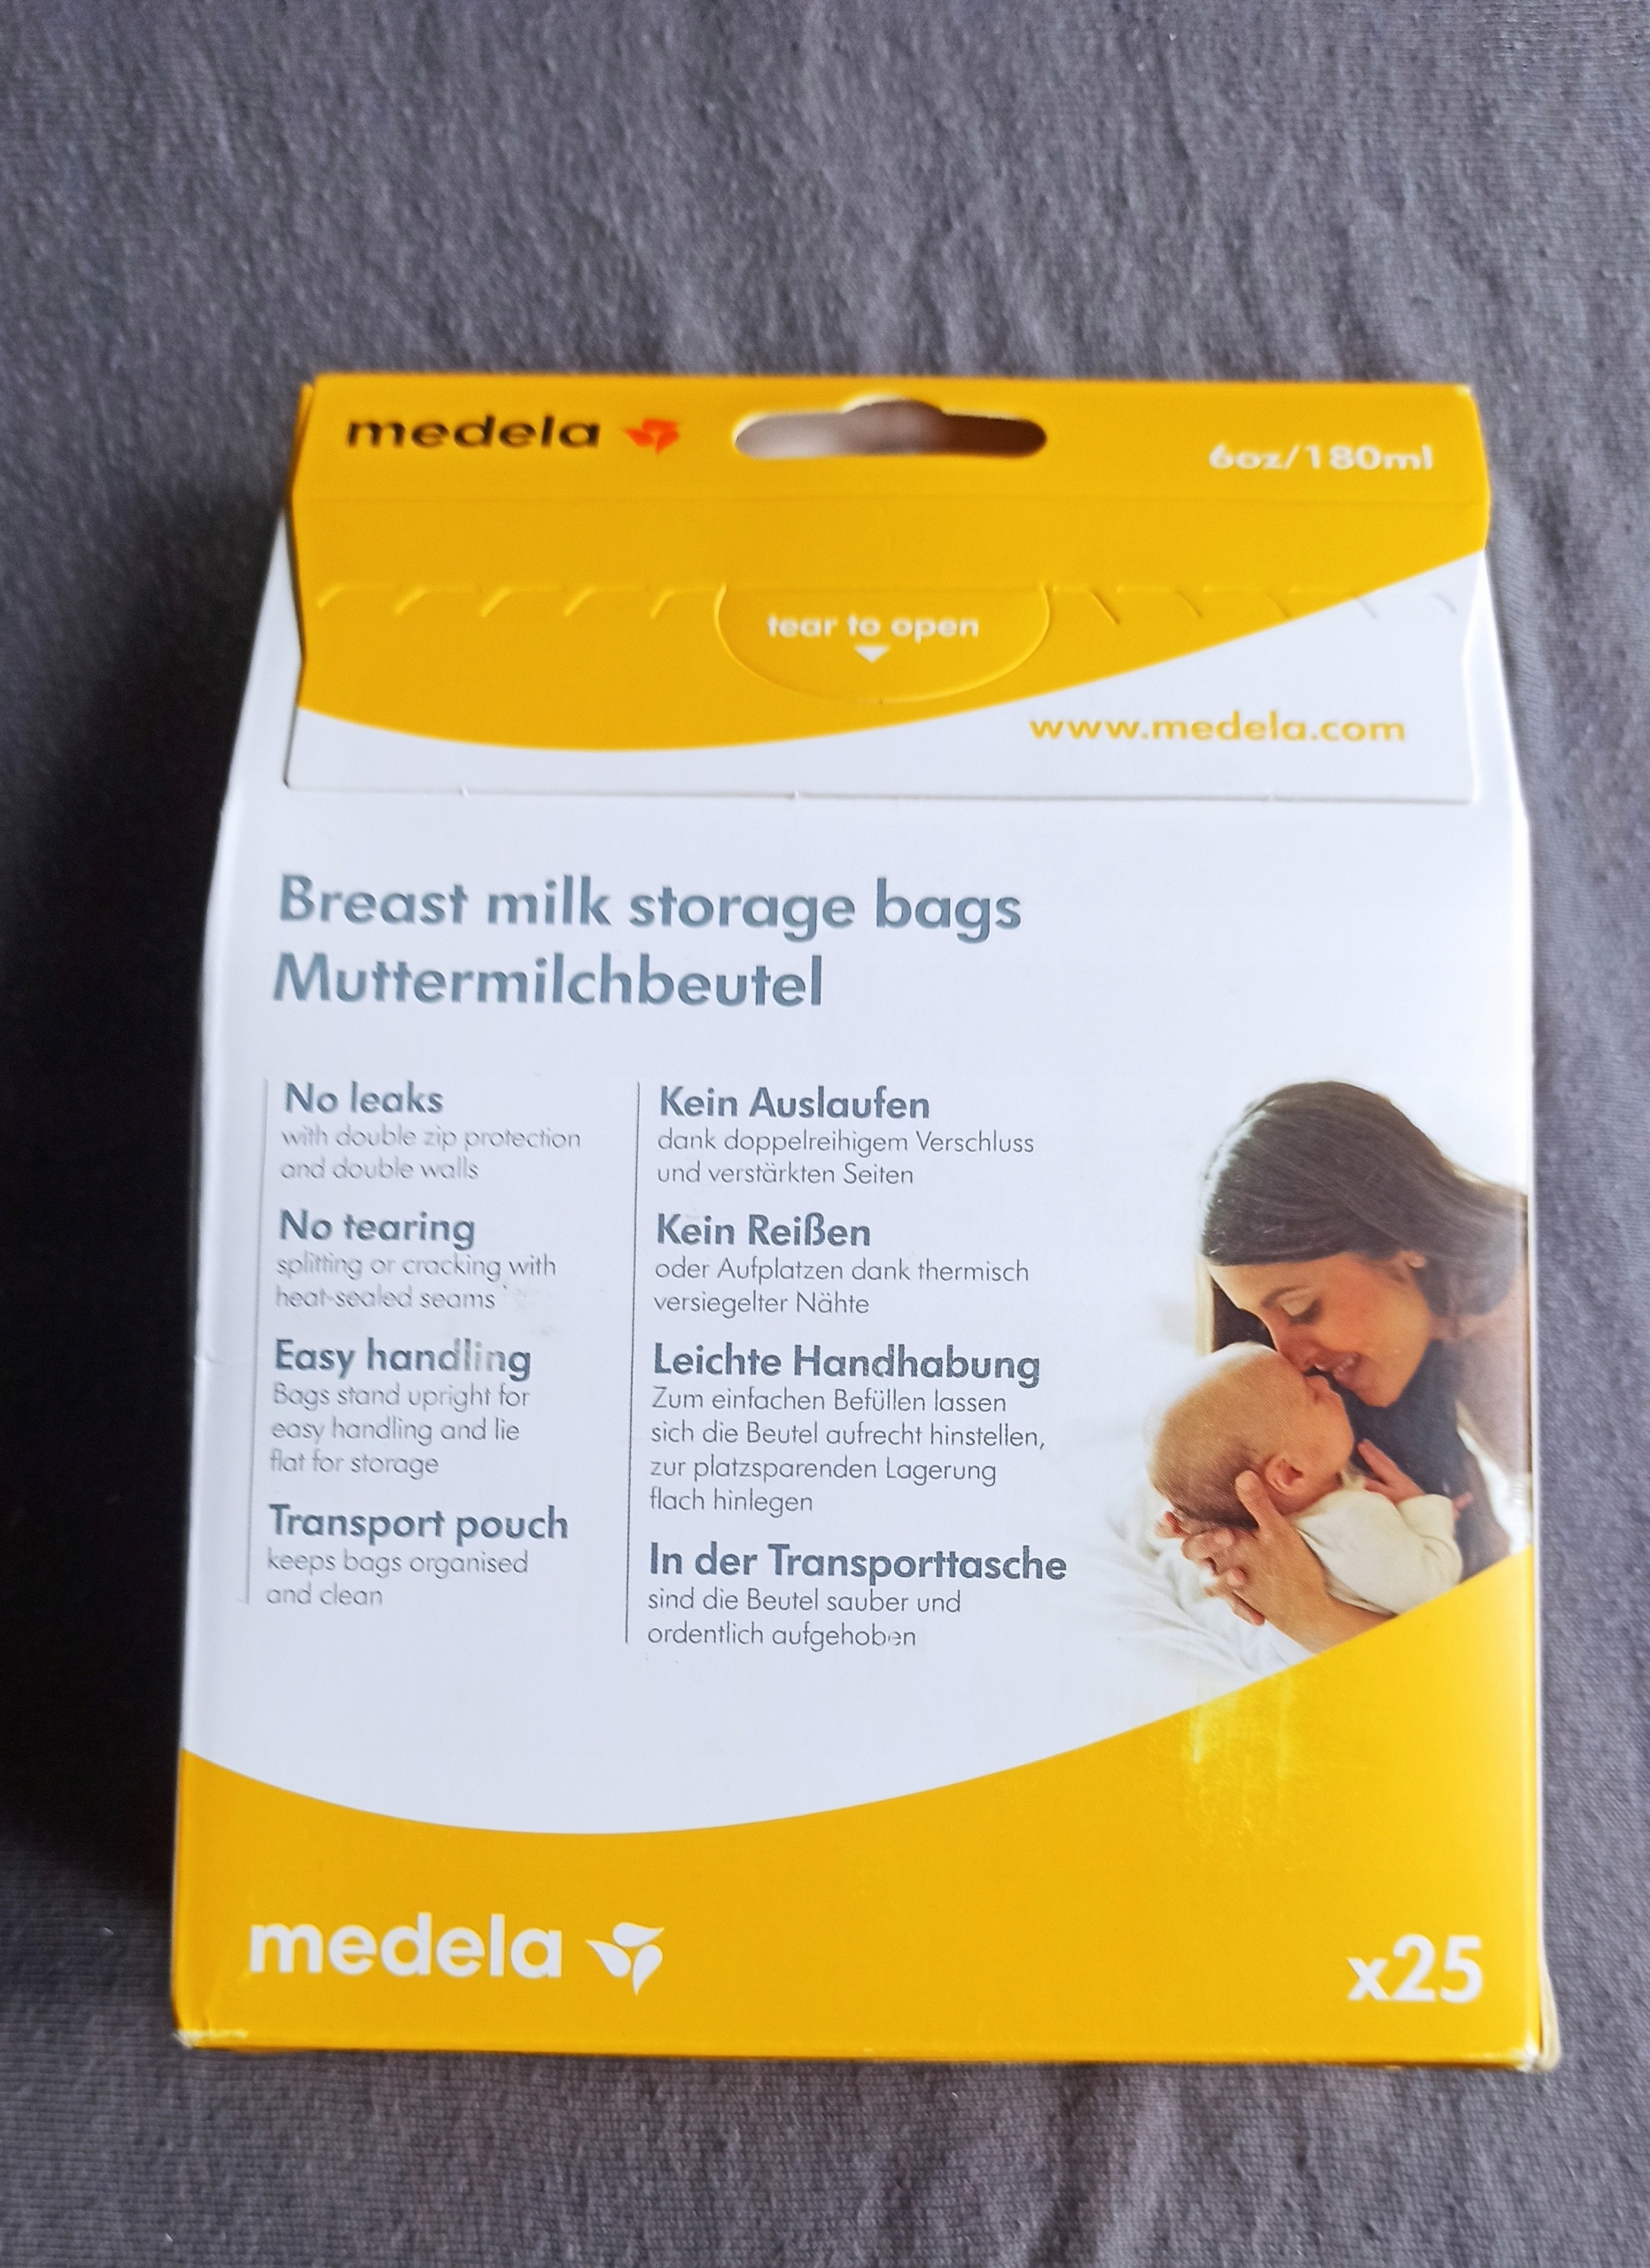 medela
6oz/180ml
tear to open
www.medela.com
Breast milk storage bags
Muttermilchbeutel
No leaks
with double zip protection
and double walls
No tearing
splitting or cracking with
heat-sealed seams
Easy handling
Bags stand upright for
easy handling and lie
flat for storage
Transport pouch
keeps bags organised
and clean
Kein Auslaufen
dank doppelreihigem Verschluss
und verstärkten Seiten
Kein Reißen
oder Aufplatzen dank thermisch
versiegelter Nähte
Leichte Handhabung
Zum einfachen Befüllen lassen
sich die Beutel aufrecht hinstellen,
zur platzsparenden Lagerung
flach hinlegen
In der Transporttasche
sind die Beutel sauber und
ordentlich aufgehoben
medela
x25